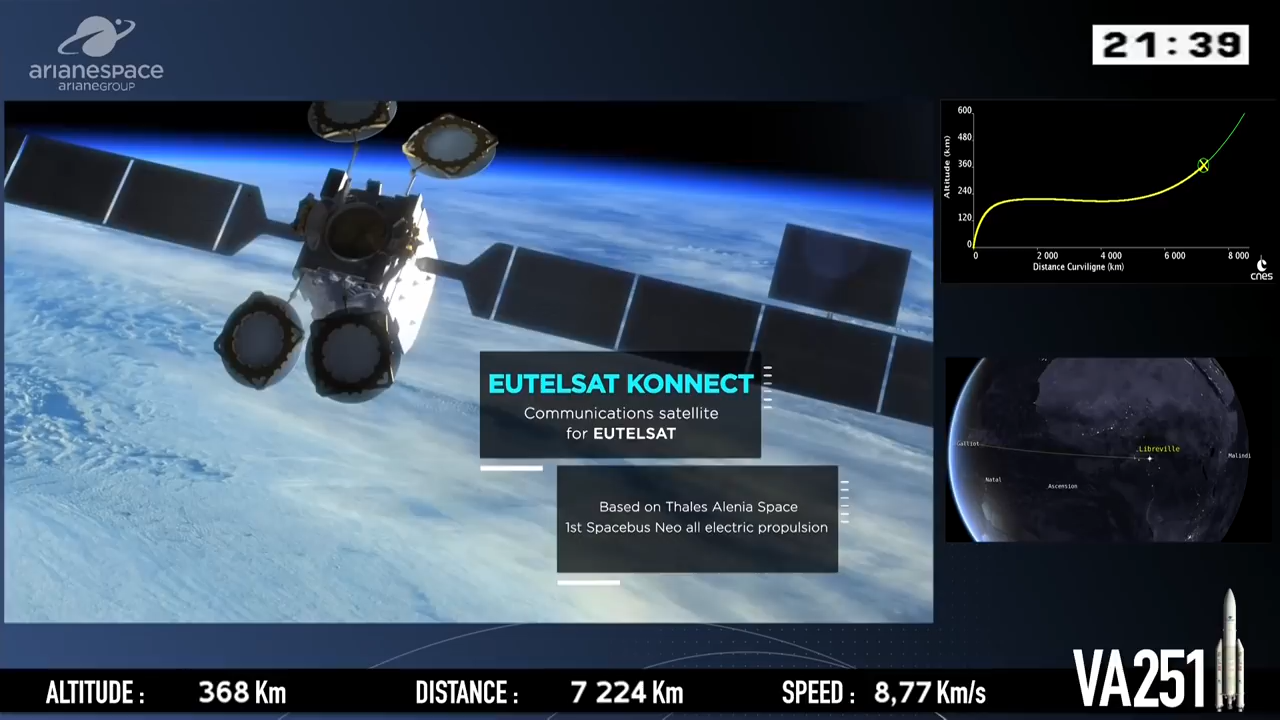 arianespace
arianeGROUP
21:39
600
480
360
240
120
0
Altitude (km)
0
2 000
4 000
6 000
8 000
Distance Curviligne (km)
cnes
EUTELSAT KONNECT
Communications satellite
for EUTELSAT
Based on Thales Alenia Space
1st Spacebus Neo all electric propulsion
Galliot
Libreville
Malindi
Natal
Ascension
VA251
ALTITUDE : 368 Km
DISTANCE : 7 224 Km
SPEED : 8,77 Km/s